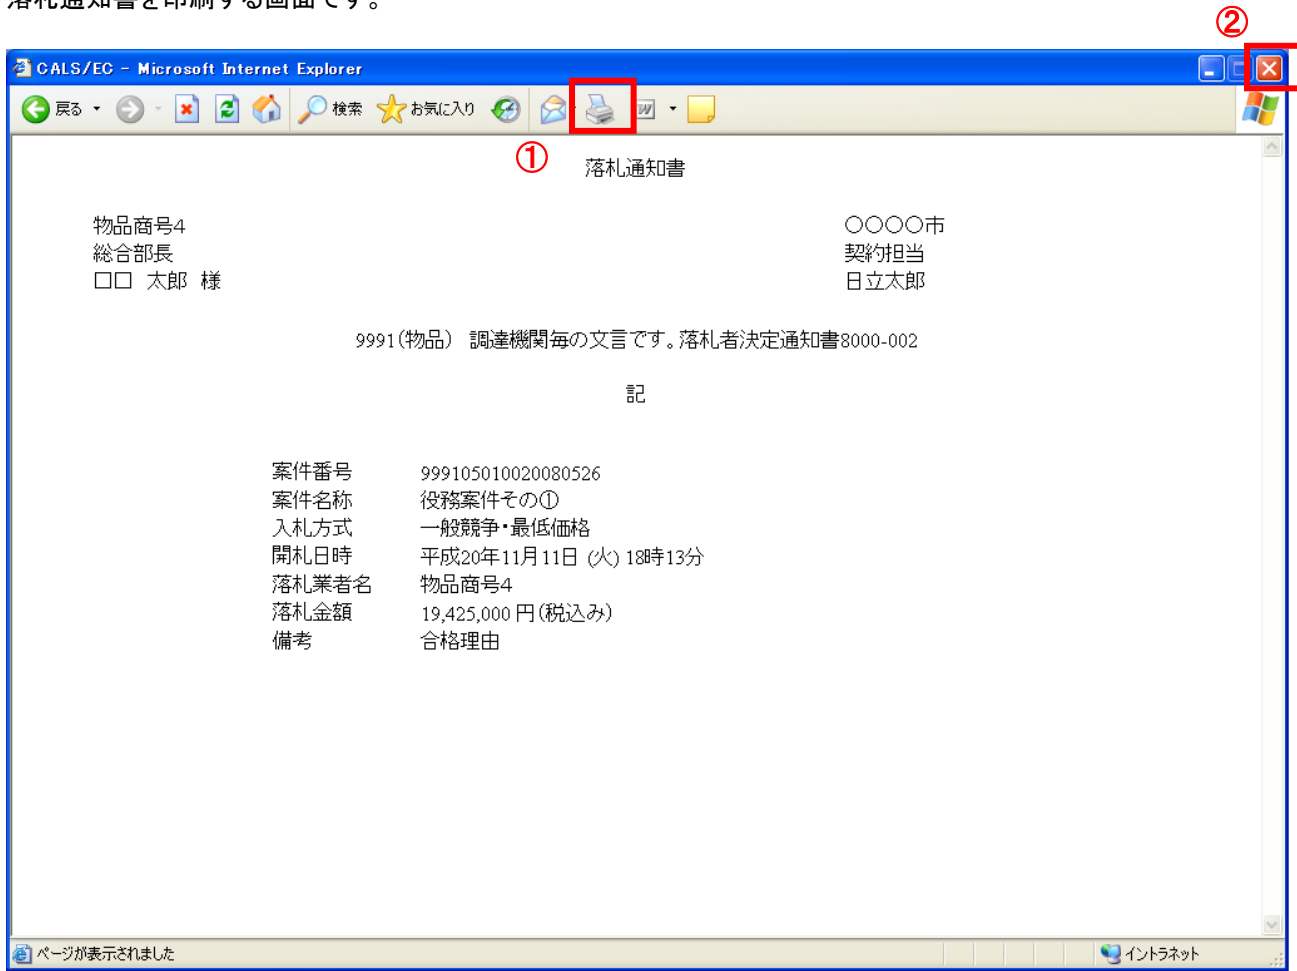 落札通知書を印刷する画面です。
②
CALS/EC - Microsoft Internet Explorer
戻る 検索 お気に入り
①
落札通知書
物品商号4 ○○○○市
総合部長 契約担当
口口 太郎 様 日立太郎
9991(物品) 調達機関毎の文言です。落札者決定通知書8000-002
記
案件番号 999105010020080526
案件名称 役務案件その①
入札方式 一般競争・最低価格
開札日時 平成20年11月11日 (火) 18時13分
落札業者名 物品商号4
落札金額 19,425,000 円(税込み)
備考 合格理由
ページが表示されました イントラネット